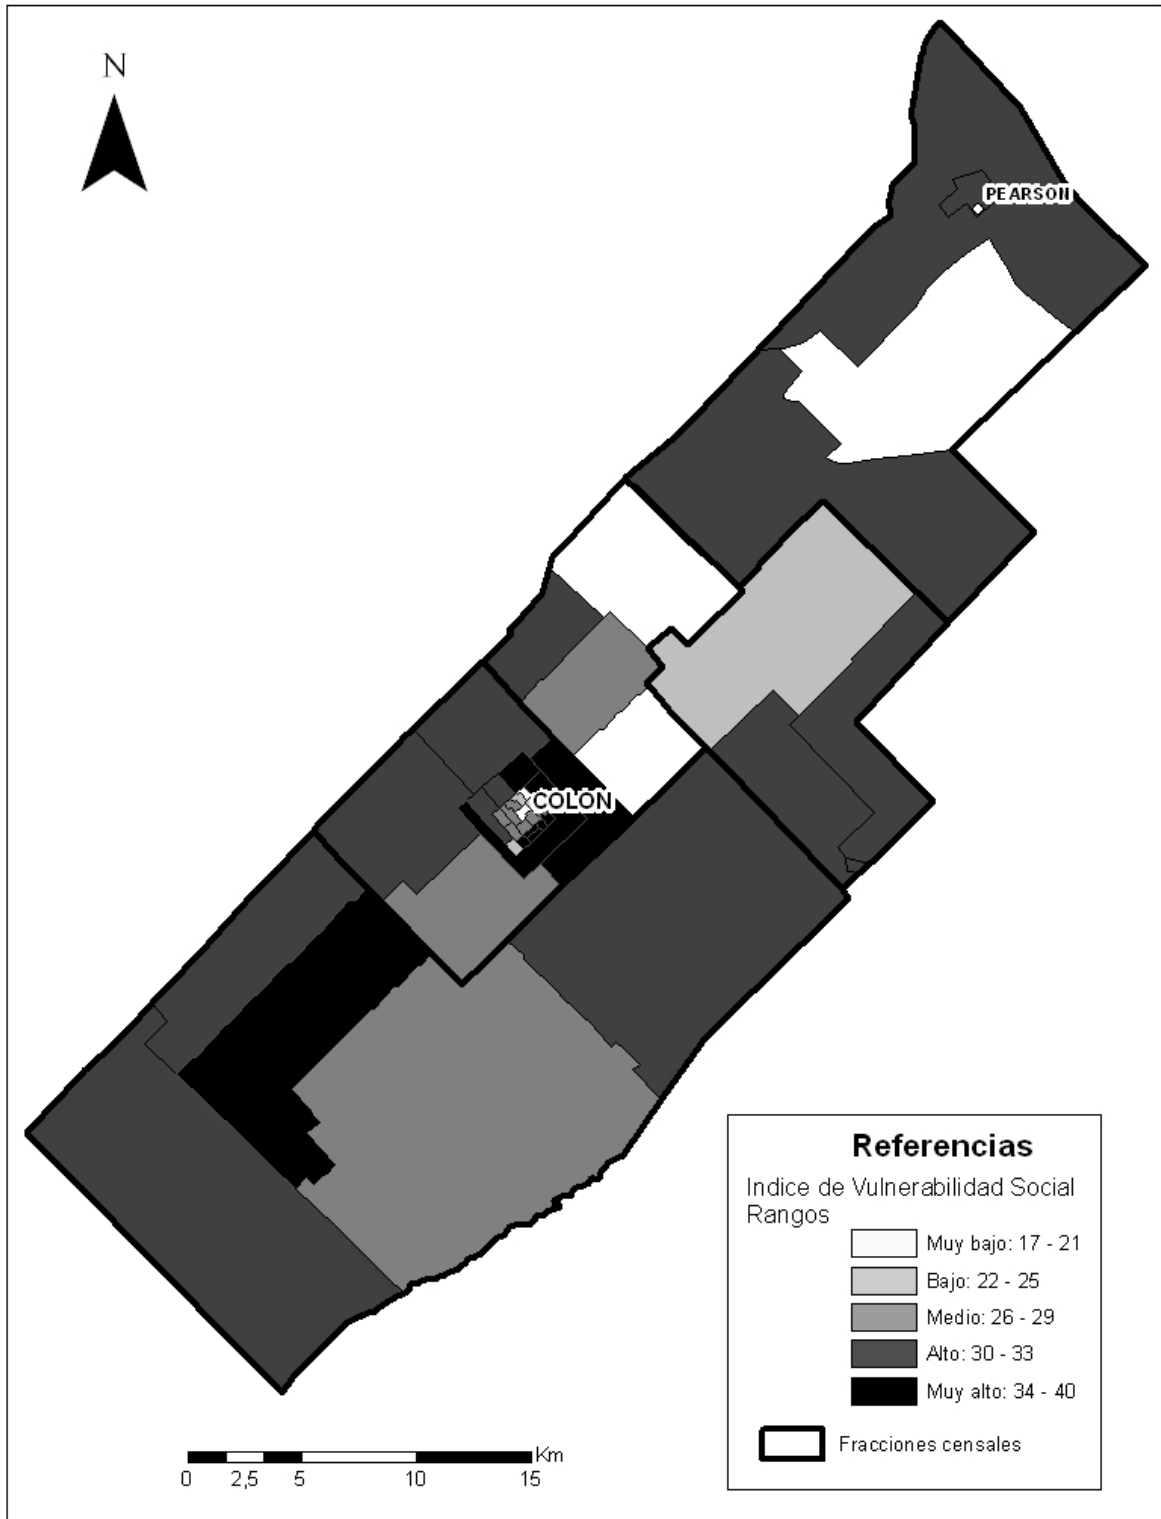 N
PEARSON
COLON
Referencias
Indice de Vulnerabilidad Social
Rangos
Muy bajo: 17 - 21
Bajo: 22 - 25
Medio: 26 - 29
Alto: 30 - 33
Muy alto: 34 - 40
Fracciones censales
Km
0 2,5 5 10 15